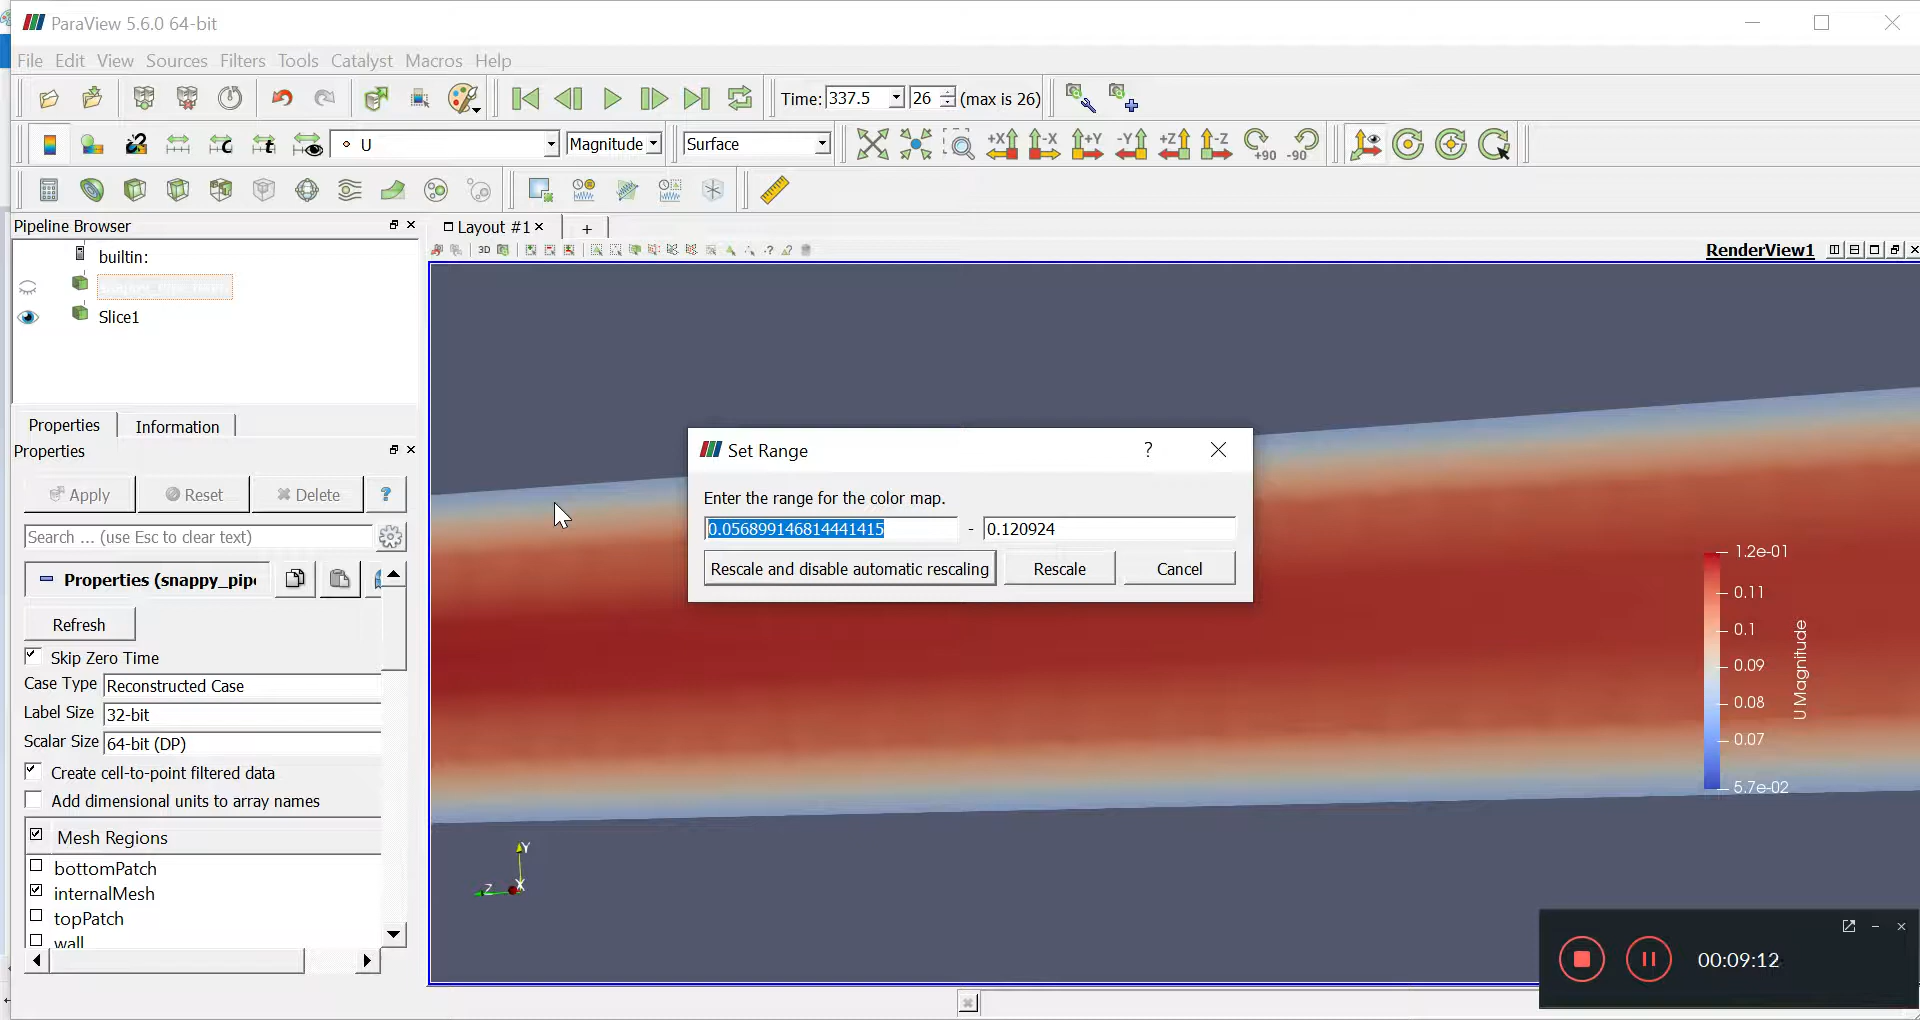 ParaView 5.6.0 64-bit
File Edit View Sources Filters Tools Catalyst Macros Help
Time: 337.5 26 (max is 26)
U Magnitude Surface +X -X +Y -Y +Z -Z +90 -90
Pipeline Browser
builtin:
Slice1
Properties Information
Properties
Apply Reset Delete ?
Search ... (use Esc to clear text)
Properties (snappy_pipe
Refresh
Skip Zero Time
Case Type Reconstructed Case
Label Size 32-bit
Scalar Size 64-bit (DP)
Create cell-to-point filtered data
Add dimensional units to array names
Mesh Regions
bottomPatch
internalMesh
topPatch
wall
Layout #1 × +
3D
RenderView1
Set Range ?
Enter the range for the color map.
0.056899146814441415 - 0.120924
Rescale and disable automatic rescaling Rescale Cancel
1.2e-01
0.11
0.1
0.09
0.08
0.07
5.7e-02
U Magnitude
Y
Z X
00:09:12